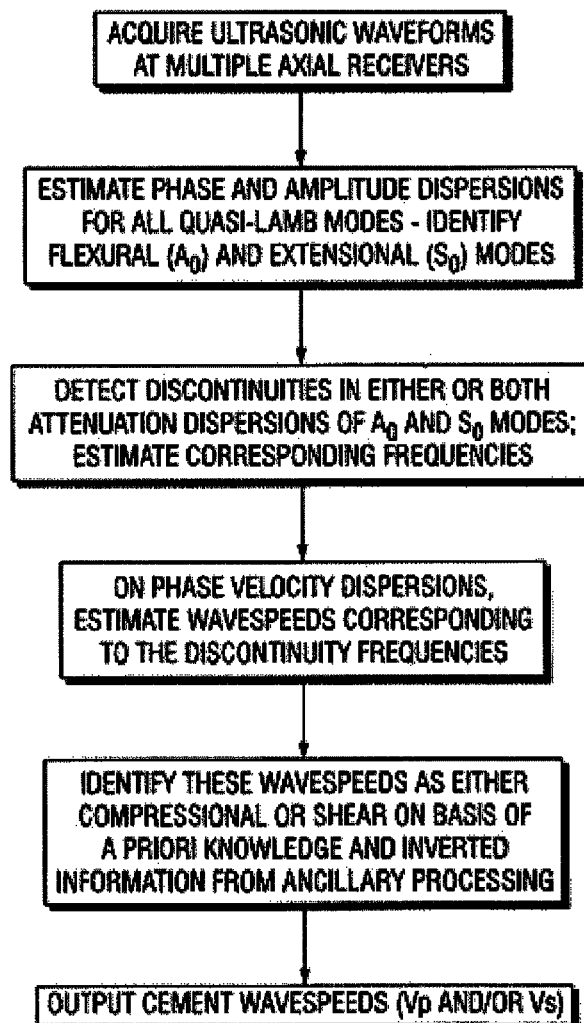 ACQUIRE ULTRASONIC WAVEFORMS
AT MULTIPLE AXIAL RECEIVERS
ESTIMATE PHASE AND AMPLITUDE DISPERSIONS
FOR ALL QUASI-LAMB MODES - IDENTIFY
FLEXURAL (A0) AND EXTENSIONAL (S0) MODES
DETECT DISCONTINUITIES IN EITHER OR BOTH
ATTENUATION DISPERSIONS OF A0 AND S0 MODES;
ESTIMATE CORRESPONDING FREQUENCIES
ON PHASE VELOCITY DISPERSIONS,
ESTIMATE WAVESPEEDS CORRESPONDING
TO THE DISCONTINUITY FREQUENCIES
IDENTIFY THESE WAVESPEEDS AS EITHER
COMPRESSIONAL OR SHEAR ON BASIS OF
A PRIORI KNOWLEDGE AND INVERTED
INFORMATION FROM ANCILLARY PROCESSING
OUTPUT CEMENT WAVESPEEDS (Vp AND/OR Vs)